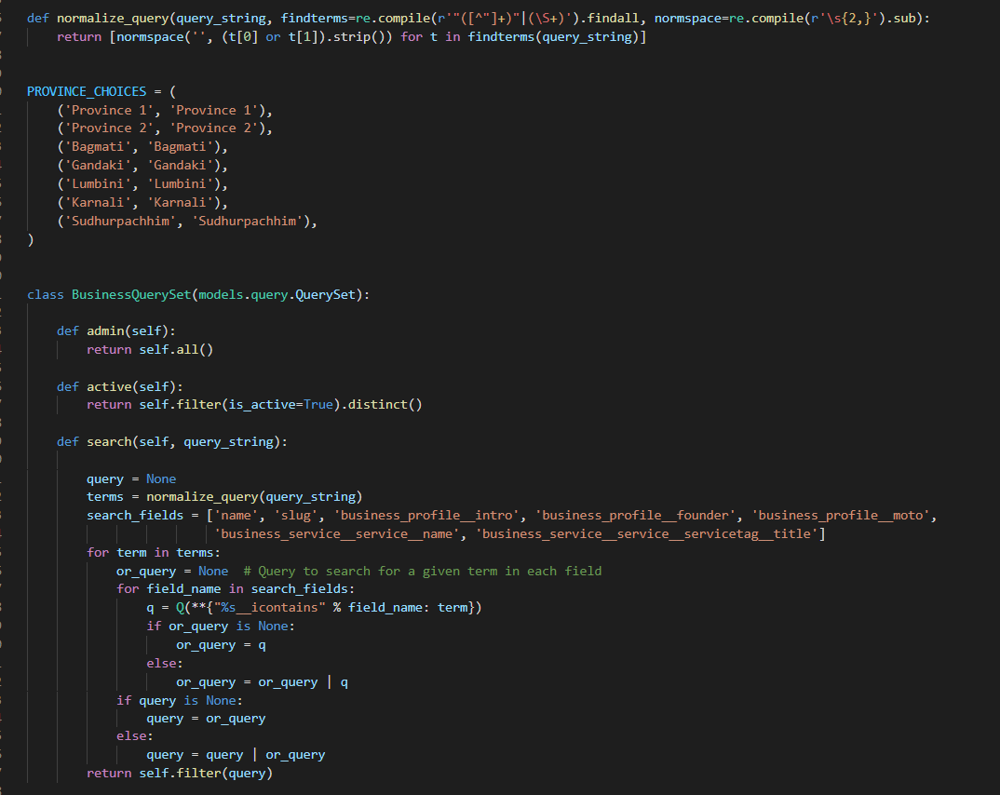 def normalize_query(query_string, findterms=re.compile(r'"([^"]+)"|(\S+)').findall, normspace=re.compile(r'\s{2,}').sub):
    return [normspace('', (t[0] or t[1]).strip()) for t in findterms(query_string)]
PROVINCE_CHOICES = (
    ('Province 1', 'Province 1'),
    ('Province 2', 'Province 2'),
    ('Bagmati', 'Bagmati'),
    ('Gandaki', 'Gandaki'),
    ('Lumbini', 'Lumbini'),
    ('Karnali', 'Karnali'),
    ('Sudhurpachhim', 'Sudhurpachhim'),
)
class BusinessQuerySet(models.query.QuerySet):
    def admin(self):
        return self.all()
    def active(self):
        return self.filter(is_active=True).distinct()
    def search(self, query_string):
        query = None
        terms = normalize_query(query_string)
        search_fields = ['name', 'slug', 'business_profile__intro', 'business_profile__founder', 'business_profile__moto',
                         'business_service__service__name', 'business_service__service__servicetag__title']
        for term in terms:
            or_query = None  # Query to search for a given term in each field
            for field_name in search_fields:
                q = Q(**{"%s__icontains" % field_name: term})
                if or_query is None:
                    or_query = q
                else:
                    or_query = or_query | q
            if query is None:
                query = or_query
            else:
                query = query | or_query
        return self.filter(query)